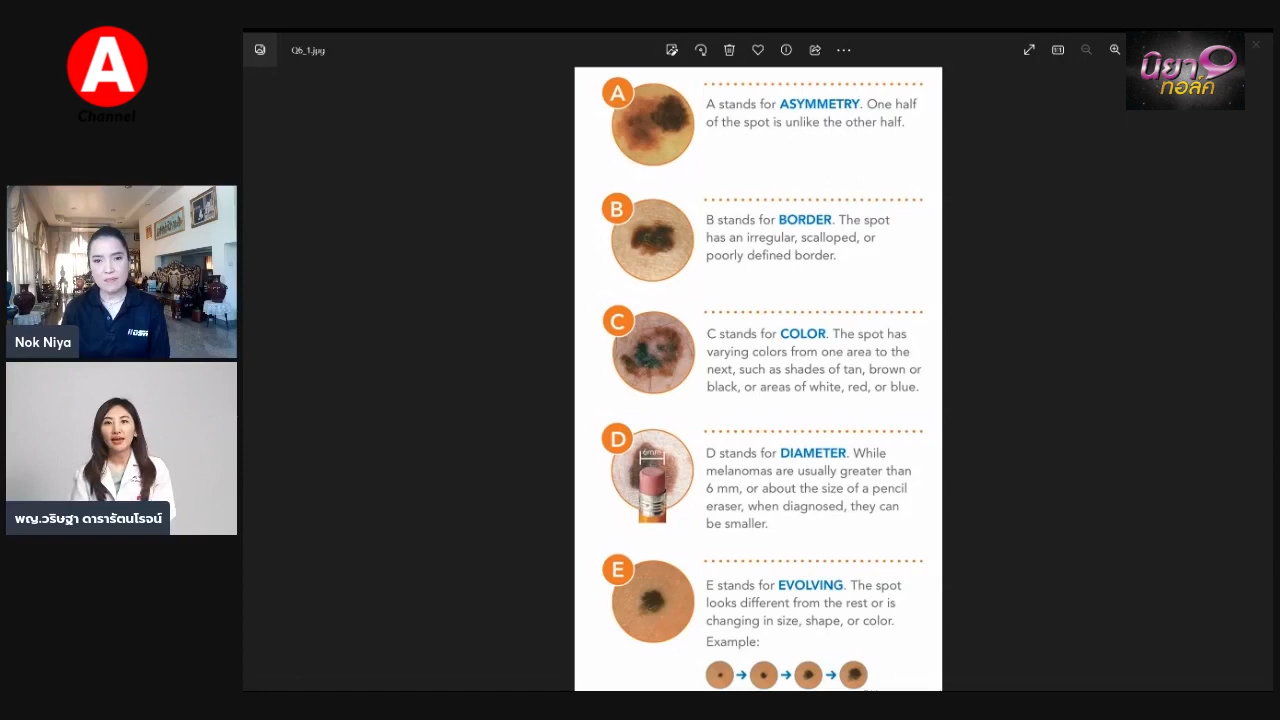 A
Channel
Q6_1.jpg
นิยา
ทอล์ค
Nok Niya
พญ.วริษฐา ดารารัตนโรจน์
A
A stands for ASYMMETRY. One half
of the spot is unlike the other half.
B
B stands for BORDER. The spot
has an irregular, scalloped, or
poorly defined border.
C
C stands for COLOR. The spot has
varying colors from one area to the
next, such as shades of tan, brown or
black, or areas of white, red, or blue.
D
6mm
D stands for DIAMETER. While
melanomas are usually greater than
6 mm, or about the size of a pencil
eraser, when diagnosed, they can
be smaller.
E
E stands for EVOLVING. The spot
looks different from the rest or is
changing in size, shape, or color.
Example: